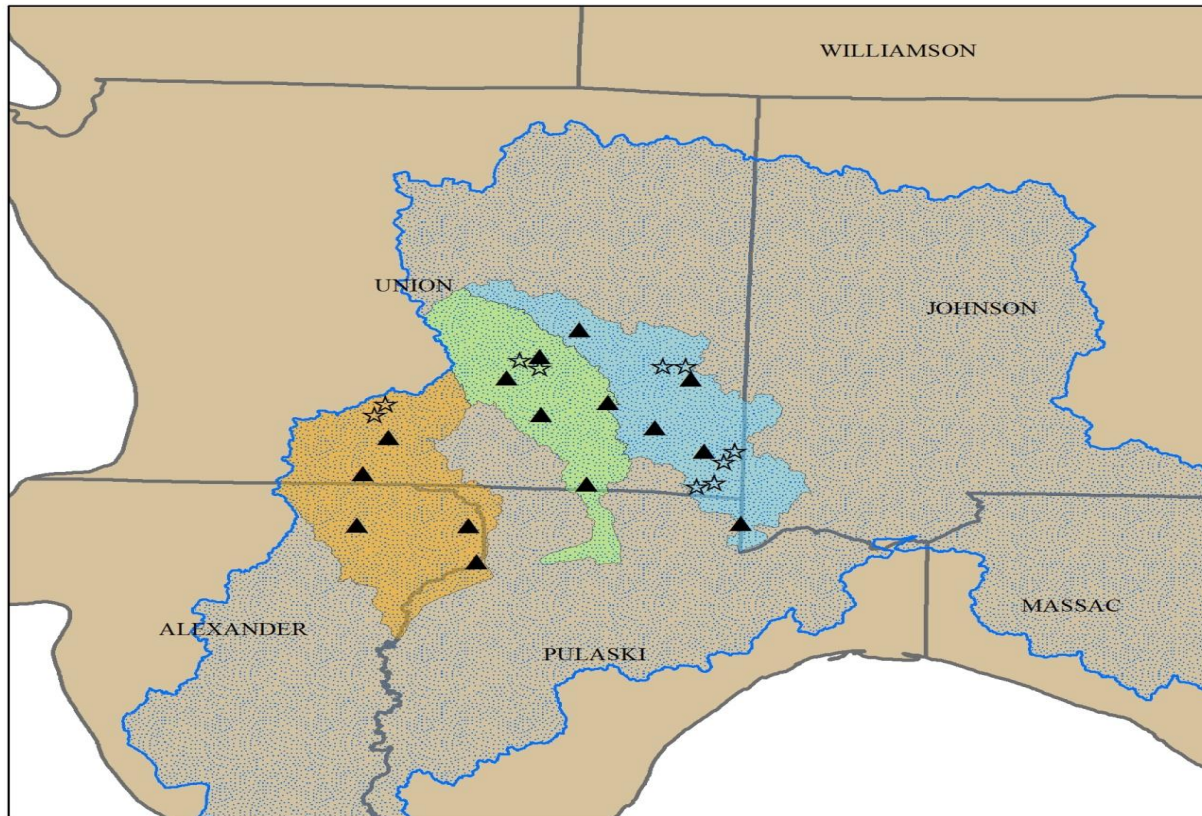 WILLIAMSON
UNION
JOHNSON
MASSAC
ALEXANDER
PULASKI